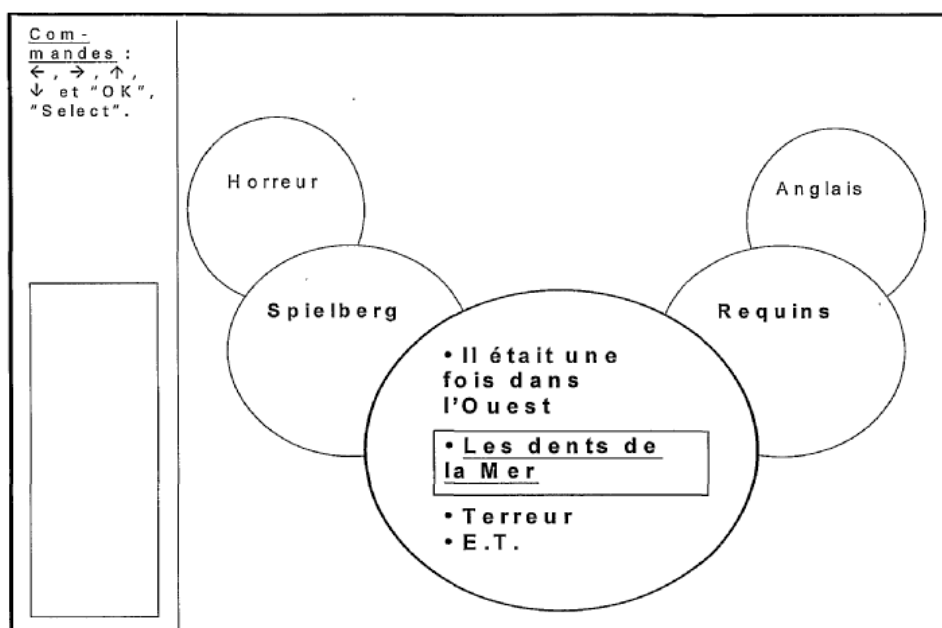 Com-
mandes :
←, →, ↑,
↓ et "OK",
"Select".
Horreur
Anglais
Spielberg
Requins
• Il était une
fois dans
l'Ouest
• Les dents de
la Mer
• Terreur
• E.T.